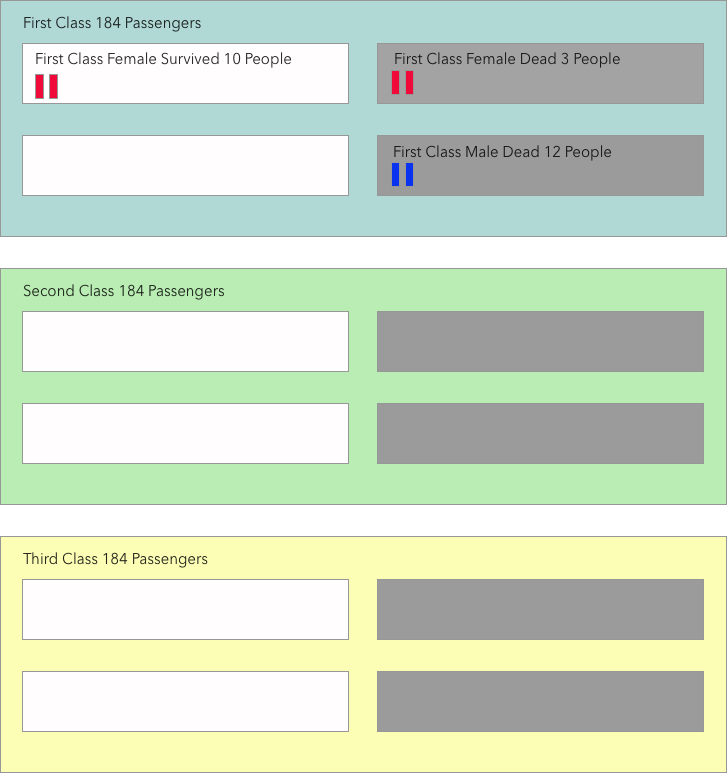 First Class 184 Passengers
First Class Female Survived 10 People
First Class Female Dead 3 People
First Class Male Dead 12 People
Second Class 184 Passengers
Third Class 184 Passengers